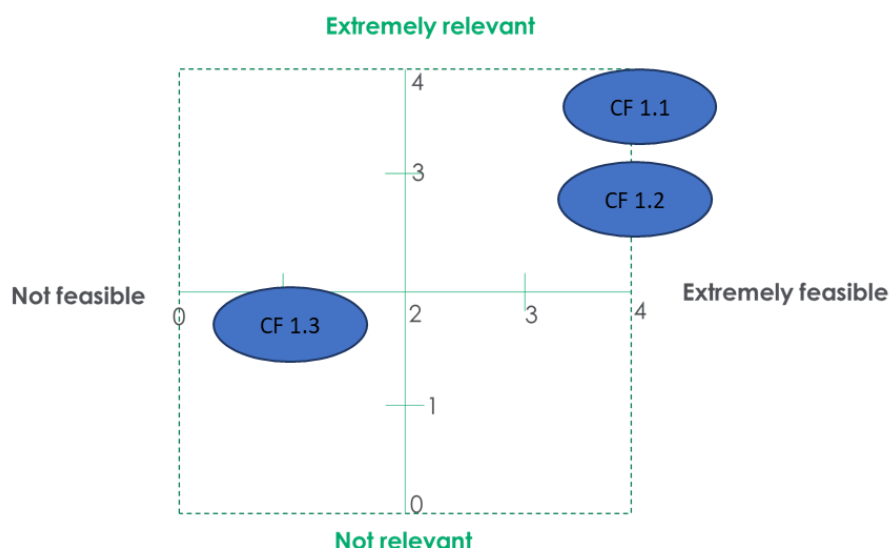 Extremely relevant
4
CF 1.1
3
CF 1.2
Not feasible
Extremely feasible
0
2
3
4
CF 1.3
1
0
Not relevant